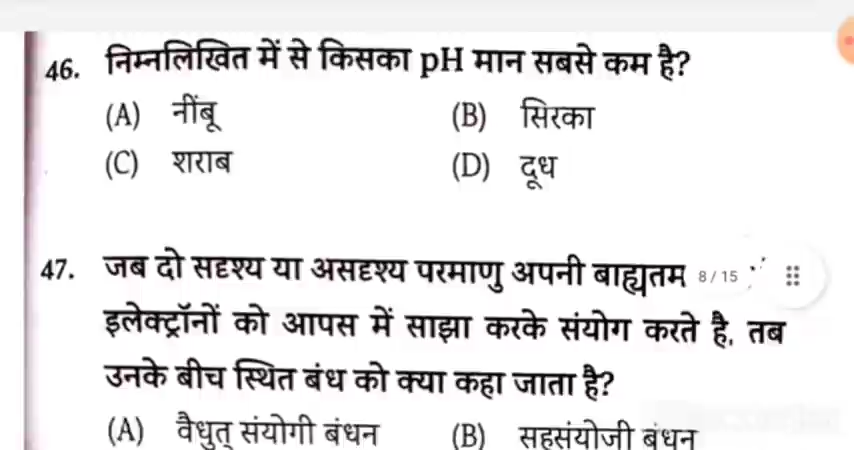 46. निम्नलिखित में से किसका pH मान सबसे कम है?
(A) नींबू (B) सिरका
(C) शराब (D) दूध
47. जब दो सदृश्य या असदृश्य परमाणु अपनी बाह्यतम 8/15
इलेक्ट्रॉनों को आपस में साझा करके संयोग करते है, तब
उनके बीच स्थित बंध को क्या कहा जाता है?
(A) वैधुत् संयोगी बंधन (B) सहसंयोजी बंधन